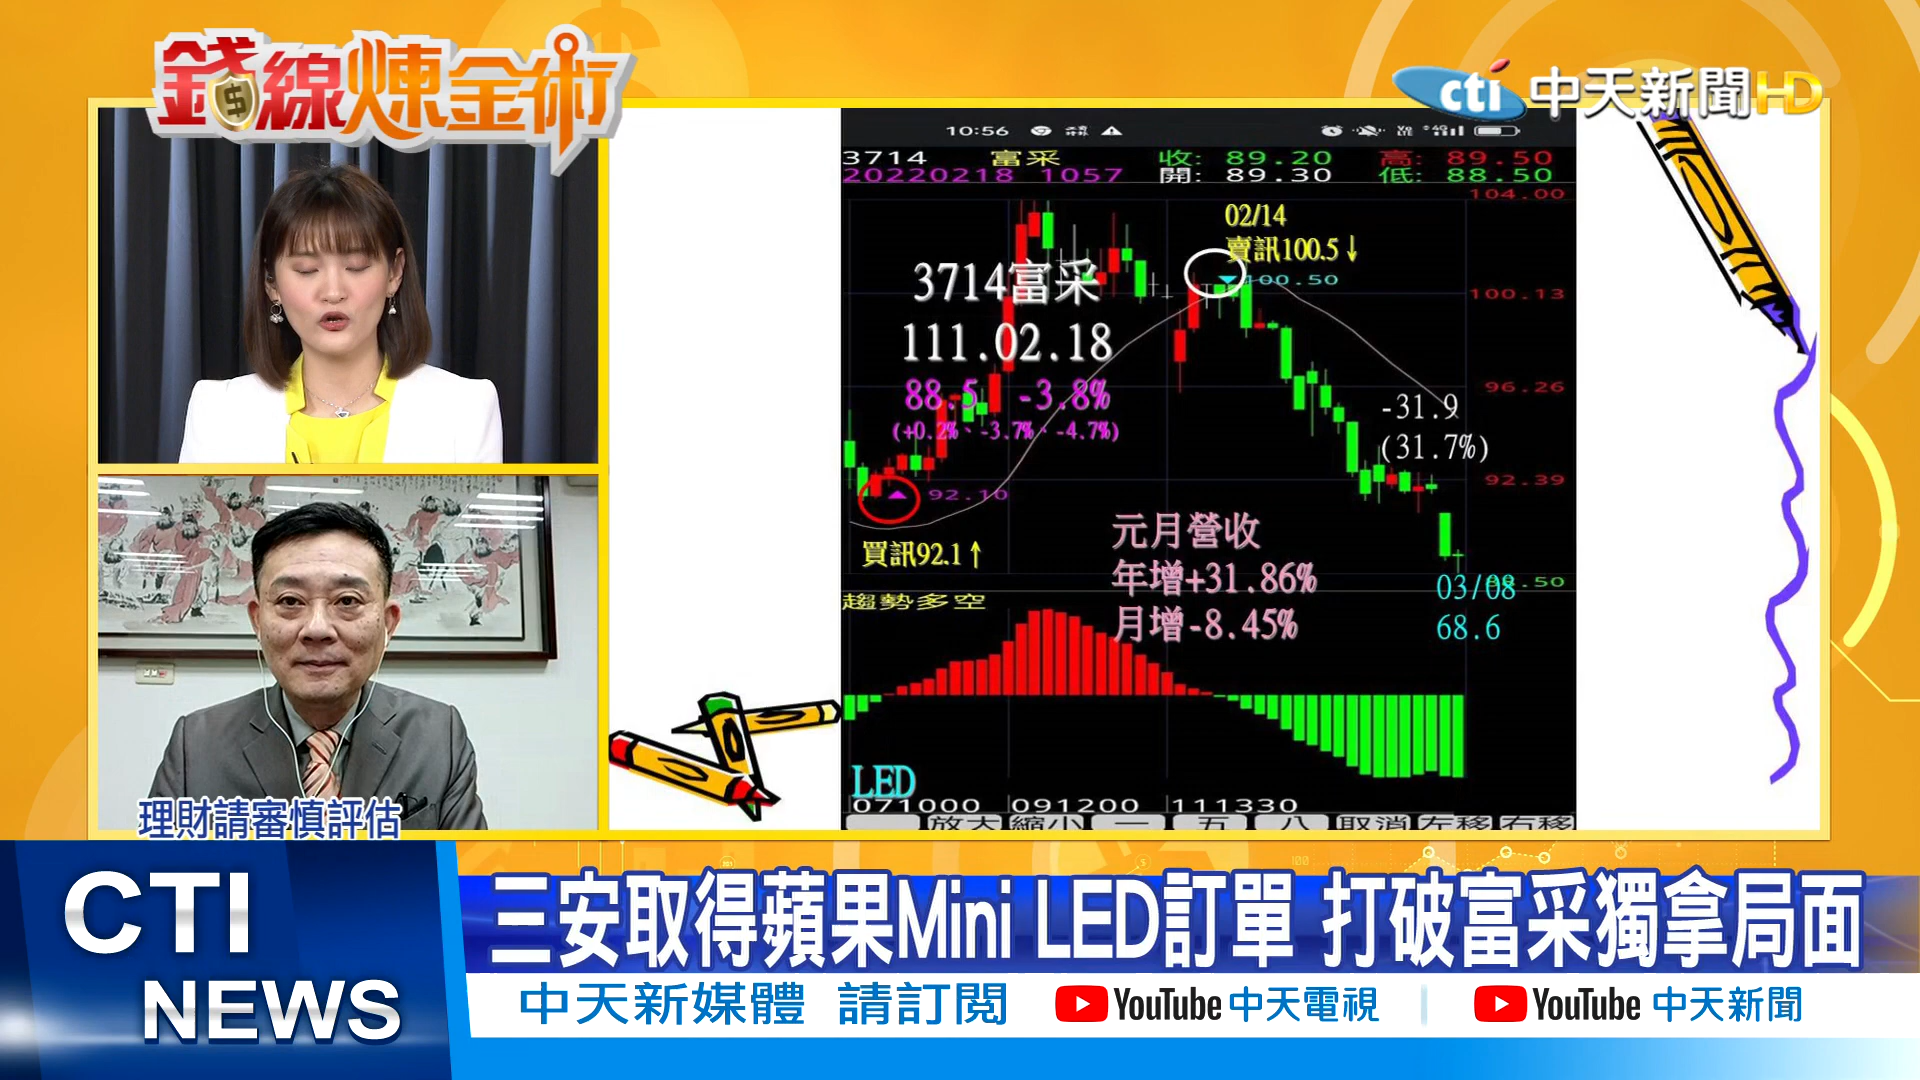 錢線煉金術
cti 中天新聞HD
10:56
3714 富采 收: 89.20 高: 89.50
20220218 1057 開: 89.30 低: 88.50
104.00
02/14
賣訊100.5↓
100.50
3714富采
100.13
111.02.18
96.26
88.5 -3.8%
(+0.2%、-3.7%、-4.7%)
-31.9
(31.7%)
92.39
92.10
元月營收
買訊92.1↑
年增+31.86%
03/08
.50
趨勢多空
月增-8.45%
68.6
LED
071000 091200 111330
放大 縮小 一 五 八 取消 左移 右移
理財請審慎評估
CTI
NEWS
三安取得蘋果Mini LED訂單 打破富采獨拿局面
中天新媒體 請訂閱 YouTube 中天電視 YouTube 中天新聞